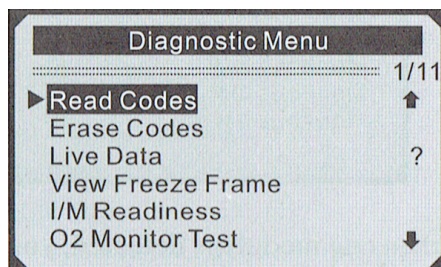 Diagnostic Menu
1/11
Read Codes
Erase Codes
Live Data ?
View Freeze Frame
I/M Readiness
O2 Monitor Test